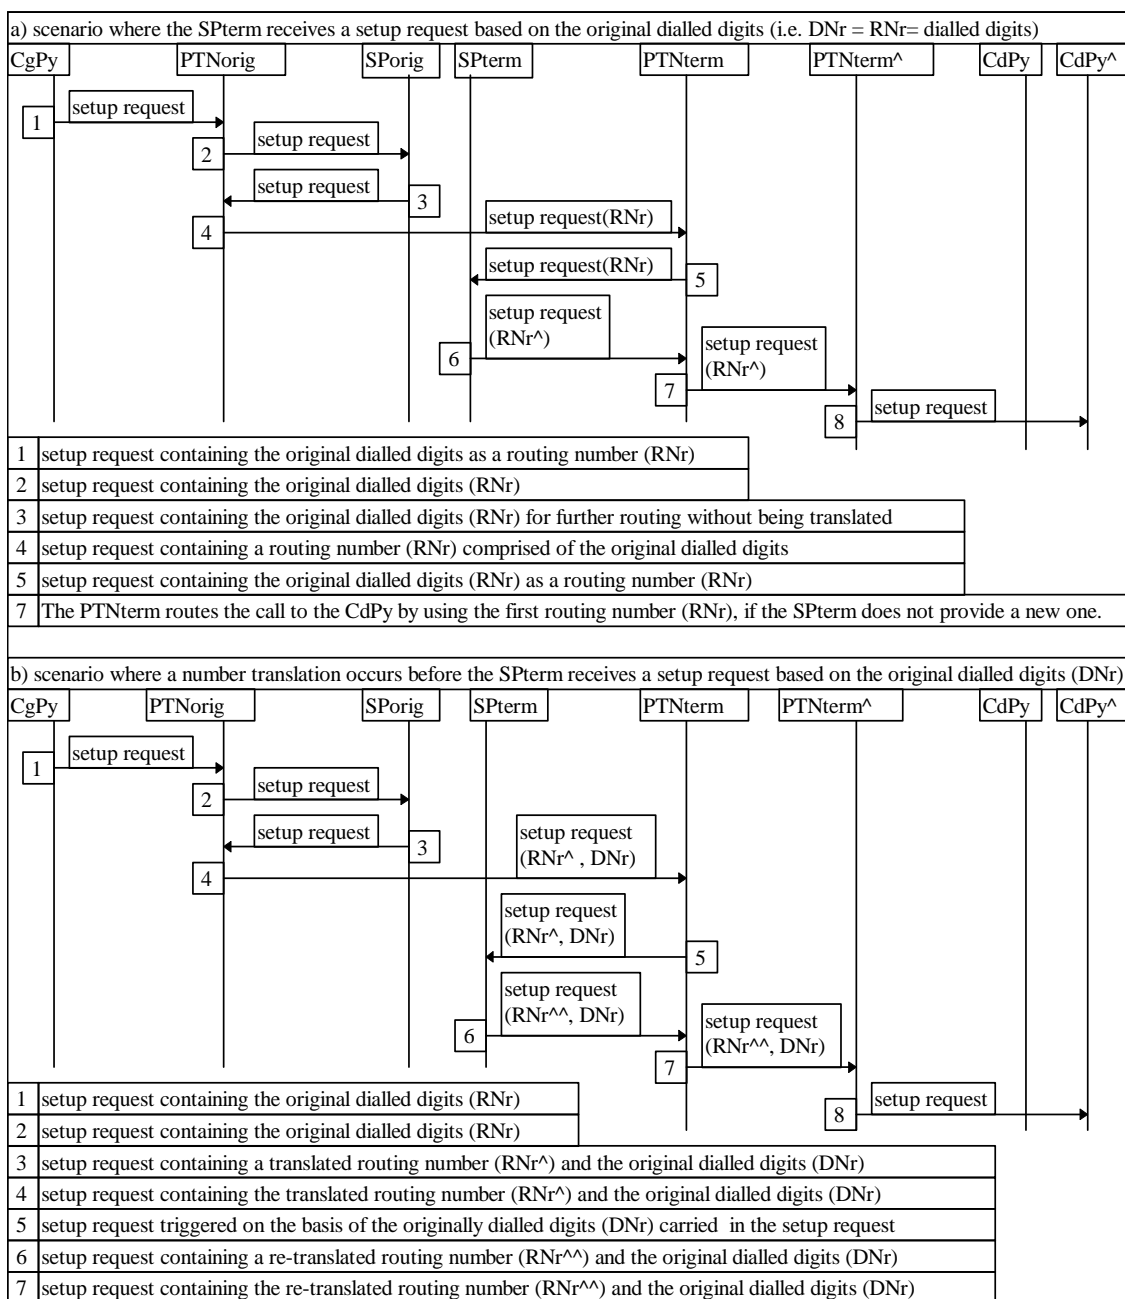 a) scenario where the SPterm receives a setup request based on the original dialled digits (i.e. DNr = RNr= dialled digits)
CgPy PTNorig SPorig SPterm PTNterm PTNterm^ CdPy CdPy^
1 setup request
2 setup request
setup request 3
4 setup request(RNr)
setup request(RNr) 5
setup request
(RNr^)
6
setup request
(RNr^)
7
8 setup request
1 setup request containing the original dialled digits as a routing number (RNr)
2 setup request containing the original dialled digits (RNr)
3 setup request containing the original dialled digits (RNr) for further routing without being translated
4 setup request containing a routing number (RNr) comprised of the original dialled digits
5 setup request containing the original dialled digits (RNr) as a routing number (RNr)
7 The PTNterm routes the call to the CdPy by using the first routing number (RNr), if the SPterm does not provide a new one.
b) scenario where a number translation occurs before the SPterm receives a setup request based on the original dialled digits (DNr)
CgPy PTNorig SPorig SPterm PTNterm PTNterm^ CdPy CdPy^
1 setup request
2 setup request
setup request 3
setup request
(RNr^ , DNr)
4
setup request
(RNr^, DNr)
5
setup request
(RNr^^, DNr)
6
setup request
(RNr^^, DNr)
7
8 setup request
1 setup request containing the original dialled digits (RNr)
2 setup request containing the original dialled digits (RNr)
3 setup request containing a translated routing number (RNr^) and the original dialled digits (DNr)
4 setup request containing the translated routing number (RNr^) and the original dialled digits (DNr)
5 setup request triggered on the basis of the originally dialled digits (DNr) carried in the setup request
6 setup request containing a re-translated routing number (RNr^^) and the original dialled digits (DNr)
7 setup request containing the re-translated routing number (RNr^^) and the original dialled digits (DNr)